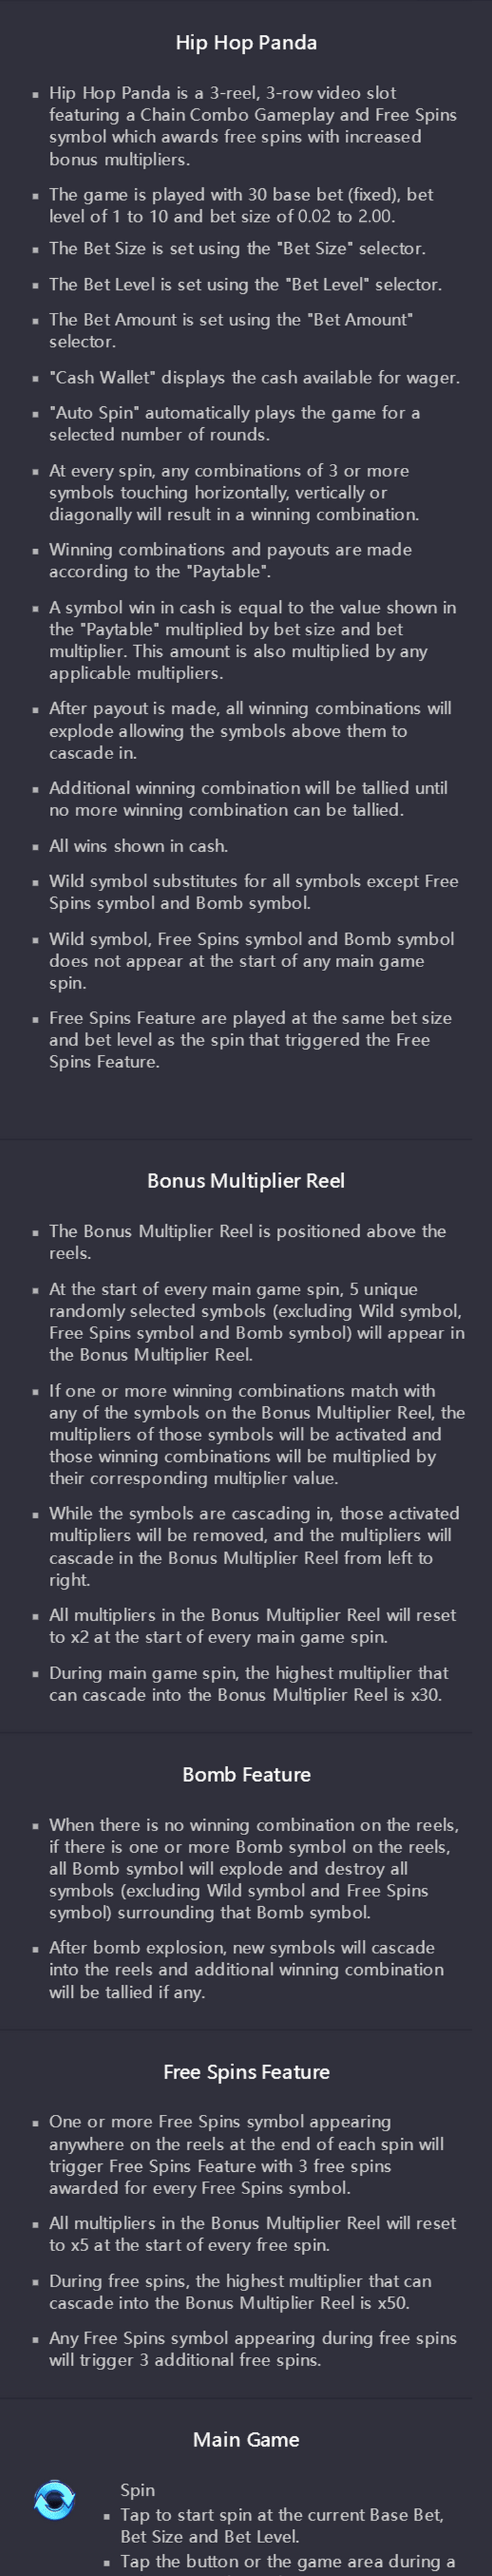 Hip Hop Panda
▪ Hip Hop Panda is a 3-reel, 3-row video slot
featuring a Chain Combo Gameplay and Free Spins
symbol which awards free spins with increased
bonus multipliers.
▪ The game is played with 30 base bet (fixed), bet
level of 1 to 10 and bet size of 0.02 to 2.00.
▪ The Bet Size is set using the "Bet Size" selector.
▪ The Bet Level is set using the "Bet Level" selector.
▪ The Bet Amount is set using the "Bet Amount"
selector.
▪ "Cash Wallet" displays the cash available for wager.
▪ "Auto Spin" automatically plays the game for a
selected number of rounds.
▪ At every spin, any combinations of 3 or more
symbols touching horizontally, vertically or
diagonally will result in a winning combination.
▪ Winning combinations and payouts are made
according to the "Paytable".
▪ A symbol win in cash is equal to the value shown in
the "Paytable" multiplied by bet size and bet
multiplier. This amount is also multiplied by any
applicable multipliers.
▪ After payout is made, all winning combinations will
explode allowing the symbols above them to
cascade in.
▪ Additional winning combination will be tallied until
no more winning combination can be tallied.
▪ All wins shown in cash.
▪ Wild symbol substitutes for all symbols except Free
Spins symbol and Bomb symbol.
▪ Wild symbol, Free Spins symbol and Bomb symbol
does not appear at the start of any main game
spin.
▪ Free Spins Feature are played at the same bet size
and bet level as the spin that triggered the Free
Spins Feature.
Bonus Multiplier Reel
▪ The Bonus Multiplier Reel is positioned above the
reels.
▪ At the start of every main game spin, 5 unique
randomly selected symbols (excluding Wild symbol,
Free Spins symbol and Bomb symbol) will appear in
the Bonus Multiplier Reel.
▪ If one or more winning combinations match with
any of the symbols on the Bonus Multiplier Reel, the
multipliers of those symbols will be activated and
those winning combinations will be multiplied by
their corresponding multiplier value.
▪ While the symbols are cascading in, those activated
multipliers will be removed, and the multipliers will
cascade in the Bonus Multiplier Reel from left to
right.
▪ All multipliers in the Bonus Multiplier Reel will reset
to x2 at the start of every main game spin.
▪ During main game spin, the highest multiplier that
can cascade into the Bonus Multiplier Reel is x30.
Bomb Feature
▪ When there is no winning combination on the reels,
if there is one or more Bomb symbol on the reels,
all Bomb symbol will explode and destroy all
symbols (excluding Wild symbol and Free Spins
symbol) surrounding that Bomb symbol.
▪ After bomb explosion, new symbols will cascade
into the reels and additional winning combination
will be tallied if any.
Free Spins Feature
▪ One or more Free Spins symbol appearing
anywhere on the reels at the end of each spin will
trigger Free Spins Feature with 3 free spins
awarded for every Free Spins symbol.
▪ All multipliers in the Bonus Multiplier Reel will reset
to x5 at the start of every free spin.
▪ During free spins, the highest multiplier that can
cascade into the Bonus Multiplier Reel is x50.
▪ Any Free Spins symbol appearing during free spins
will trigger 3 additional free spins.
Main Game
Spin
▪ Tap to start spin at the current Base Bet,
Bet Size and Bet Level.
▪ Tap the button or the game area during a